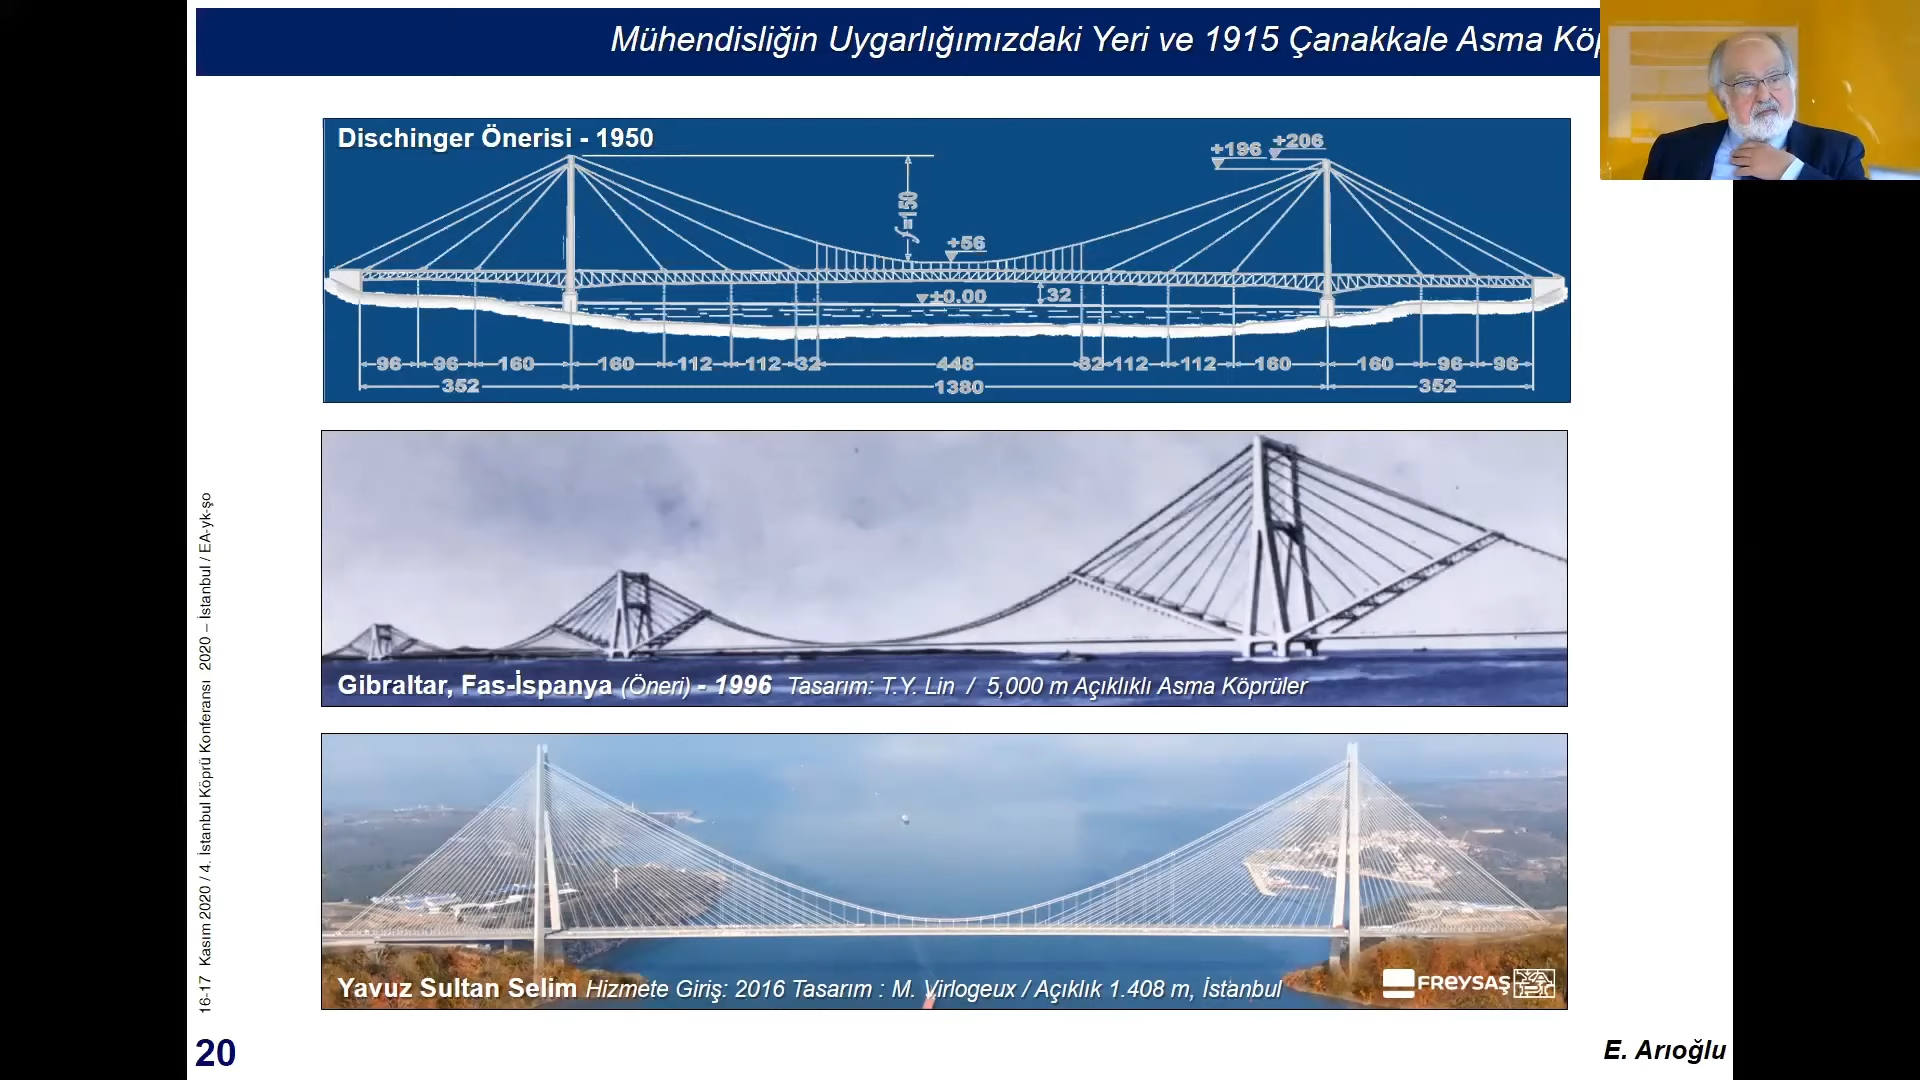 Mühendisliğin Uygarlığımızdaki Yeri ve 1915 Çanakkale Asma Köp
Dischinger Önerisi - 1950
+196 +206
f=150
+56
±0.00 32
96 96 160 160 112 112 32 448 32 112 112 160 160 96 96
352 1380 352
Gibraltar, Fas-İspanya (Öneri) - 1996 Tasarım: T.Y. Lin / 5,000 m Açıklıklı Asma Köprüler
Yavuz Sultan Selim Hizmete Giriş: 2016 Tasarım : M. Virlogeux / Açıklık 1.408 m, İstanbul
FREYSAŞ
16-17 Kasım 2020 / 4. İstanbul Köprü Konferansı 2020 – İstanbul / EA-yk-şo
20
E. Arıoğlu